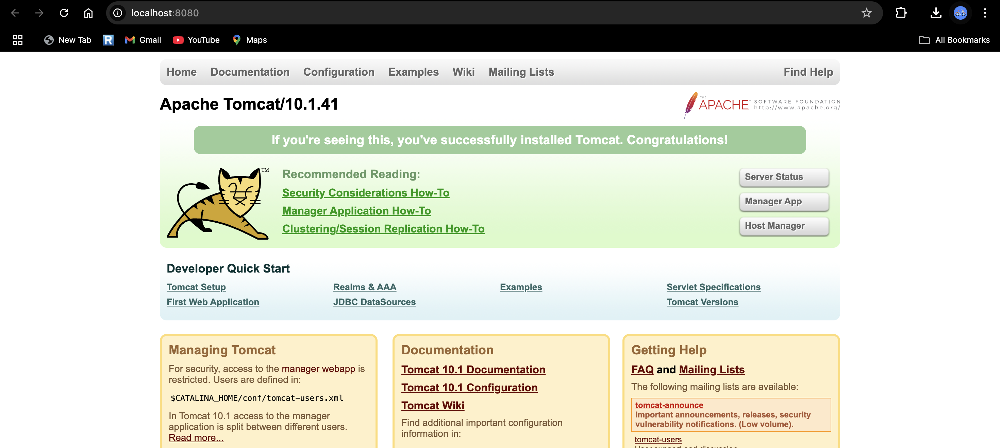 localhost:8080
New Tab
R
Gmail
YouTube
Maps
All Bookmarks
Home
Documentation
Configuration
Examples
Wiki
Mailing Lists
Find Help
Apache Tomcat/10.1.41
THE
APACHE
SOFTWARE FOUNDATION
http://www.apache.org/
If you're seeing this, you've successfully installed Tomcat. Congratulations!
TM
Recommended Reading:
Security Considerations How-To
Manager Application How-To
Clustering/Session Replication How-To
Server Status
Manager App
Host Manager
Developer Quick Start
Tomcat Setup
First Web Application
Realms & AAA
JDBC DataSources
Examples
Servlet Specifications
Tomcat Versions
Managing Tomcat
For security, access to the manager webapp is
restricted. Users are defined in:
$CATALINA_HOME/conf/tomcat-users.xml
In Tomcat 10.1 access to the manager
application is split between different users.
Read more...
Documentation
Tomcat 10.1 Documentation
Tomcat 10.1 Configuration
Tomcat Wiki
Find additional important configuration
information in:
Getting Help
FAQ and Mailing Lists
The following mailing lists are available:
tomcat-announce
Important announcements, releases, security
vulnerability notifications. (Low volume).
tomcat-users
User support and discussion